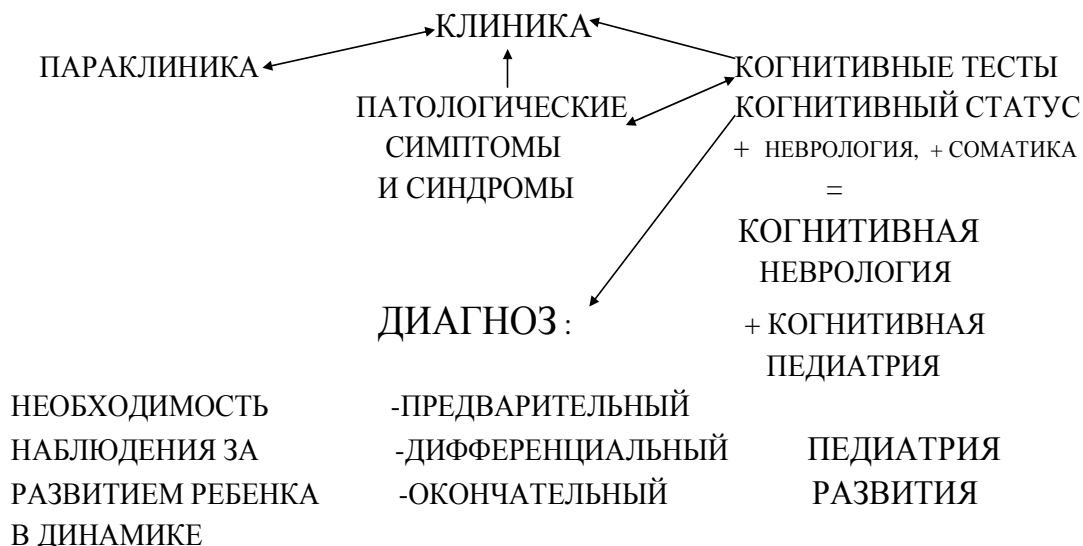 КЛИНИКА
ПАРАКЛИНИКА
КОГНИТИВНЫЕ ТЕСТЫ
ПАТОЛОГИЧЕСКИЕ
СИМПТОМЫ
И СИНДРОМЫ
КОГНИТИВНЫЙ СТАТУС
+ НЕВРОЛОГИЯ, + СОМАТИКА
=
КОГНИТИВНАЯ
НЕВРОЛОГИЯ
ДИАГНОЗ :
+ КОГНИТИВНАЯ
ПЕДИАТРИЯ
НЕОБХОДИМОСТЬ
НАБЛЮДЕНИЯ ЗА
РАЗВИТИЕМ РЕБЕНКА
В ДИНАМИКЕ
-ПРЕДВАРИТЕЛЬНЫЙ
-ДИФФЕРЕНЦИАЛЬНЫЙ
-ОКОНЧАТЕЛЬНЫЙ
ПЕДИАТРИЯ
РАЗВИТИЯ